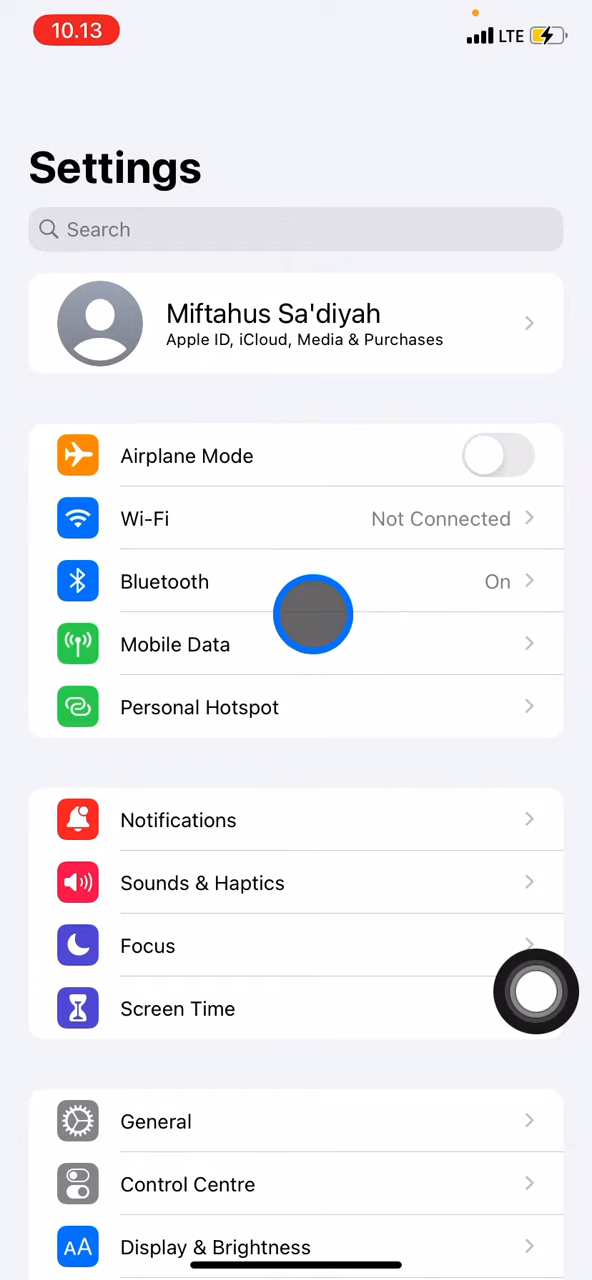 10.13
LTE
Settings
Search
Miftahus Sa'diyah
Apple ID, iCloud, Media & Purchases
Airplane Mode
Wi-Fi Not Connected
Bluetooth On
Mobile Data
Personal Hotspot
Notifications
Sounds & Haptics
Focus
Screen Time
General
Control Centre
AA Display & Brightness